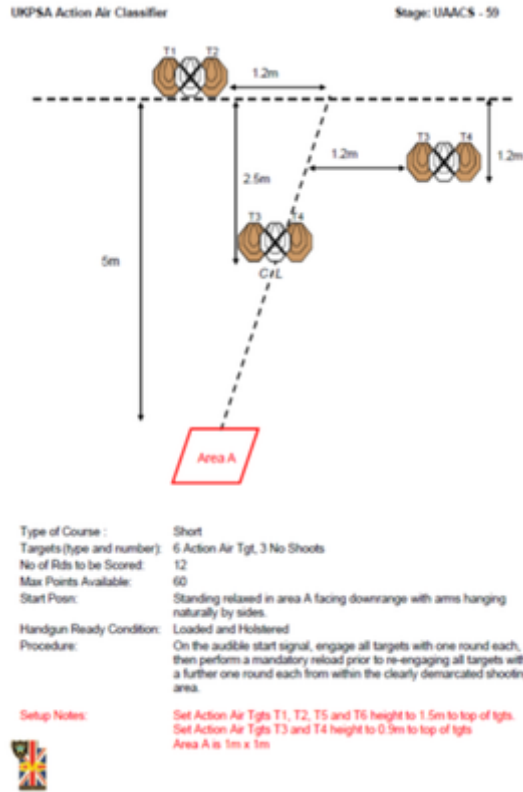 UKPSA Action Air Classifier Stage: UAACS - 59
T1 T2
1.2m
T3 T4
1.2m
1.2m
2.5m
T3 T4
5m
C/L
Area A
Type of Course : Short
Targets (type and number): 6 Action Air Tgt, 3 No Shoots
No of Rds to be Scored: 12
Max Points Available: 60
Start Posn: Standing relaxed in area A facing downrange with arms hanging
naturally by sides.
Handgun Ready Condition: Loaded and Holstered
Procedure: On the audible start signal, engage all targets with one round each,
then perform a mandatory reload prior to re-engaging all targets with
a further one round each from within the clearly demarcated shootin
area.
Setup Notes: Set Action Air Tgts T1, T2, T5 and T6 height to 1.5m to top of tgts.
Set Action Air Tgts T3 and T4 height to 0.9m to top of tgts
Area A is 1m x 1m